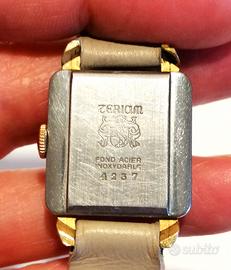 TERIAM
FOND ACIER
INOXYDABLE
4237
subito